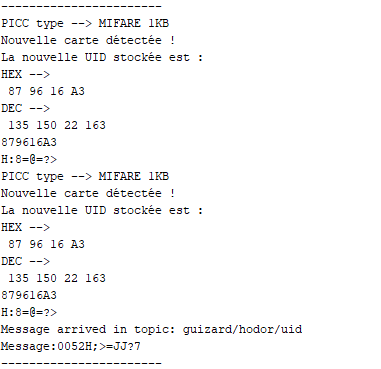 -----------------------
PICC type --> MIFARE 1KB
Nouvelle carte détectée !
La nouvelle UID stockée est :
HEX -->
 87 96 16 A3
DEC -->
 135 150 22 163
879616A3
H:8=@=?>
PICC type --> MIFARE 1KB
Nouvelle carte détectée !
La nouvelle UID stockée est :
HEX -->
 87 96 16 A3
DEC -->
 135 150 22 163
879616A3
H:8=@=?>
Message arrived in topic: guizard/hodor/uid
Message:0052H;>=JJ?7
-----------------------